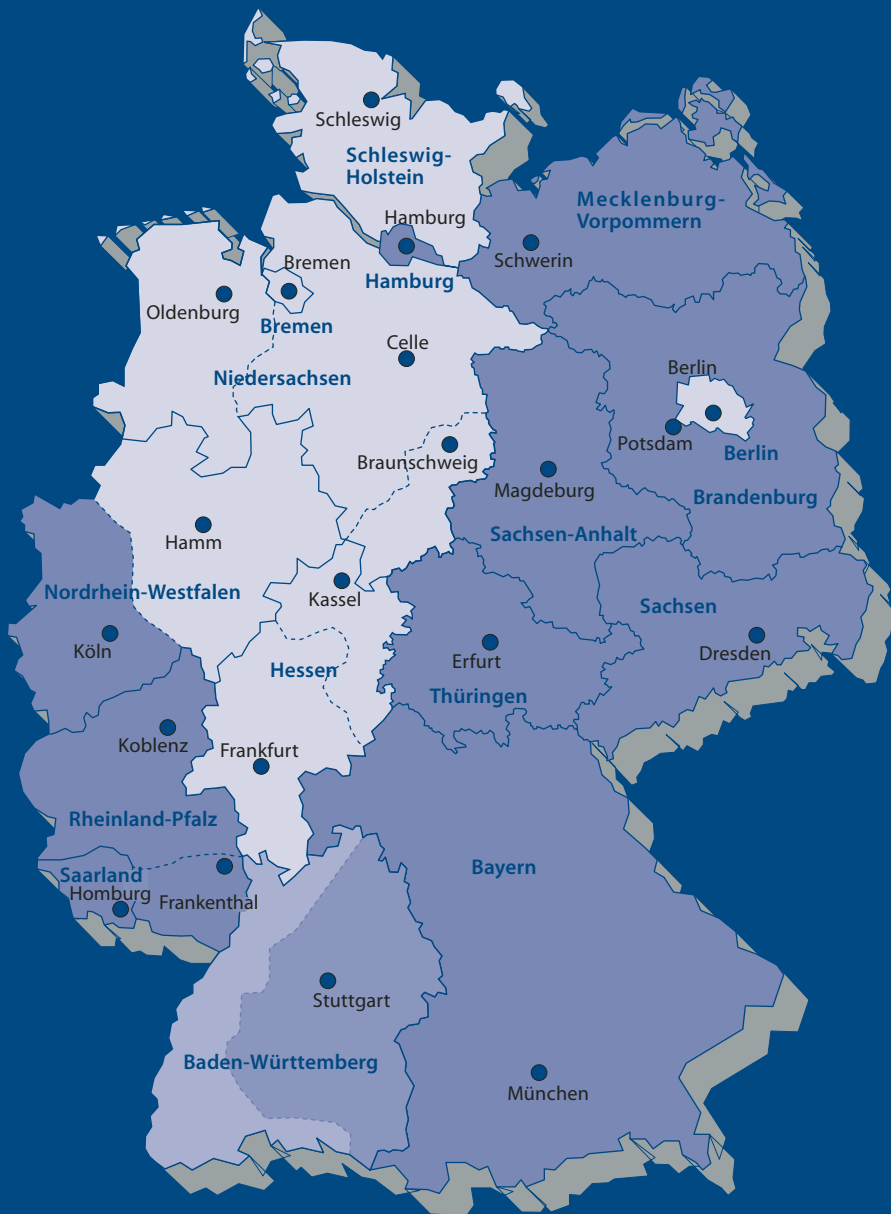 Schleswig
Schleswig-
Holstein
Mecklenburg-
Vorpommern
Hamburg
Schwerin
Bremen
Hamburg
Oldenburg
Bremen
Celle
Niedersachsen
Berlin
Potsdam
Berlin
Braunschweig
Magdeburg
Brandenburg
Hamm
Sachsen-Anhalt
Nordrhein-Westfalen
Kassel
Sachsen
Köln
Erfurt
Dresden
Hessen
Thüringen
Koblenz
Frankfurt
Rheinland-Pfalz
Saarland
Bayern
Homburg
Frankenthal
Stuttgart
Baden-Württemberg
München